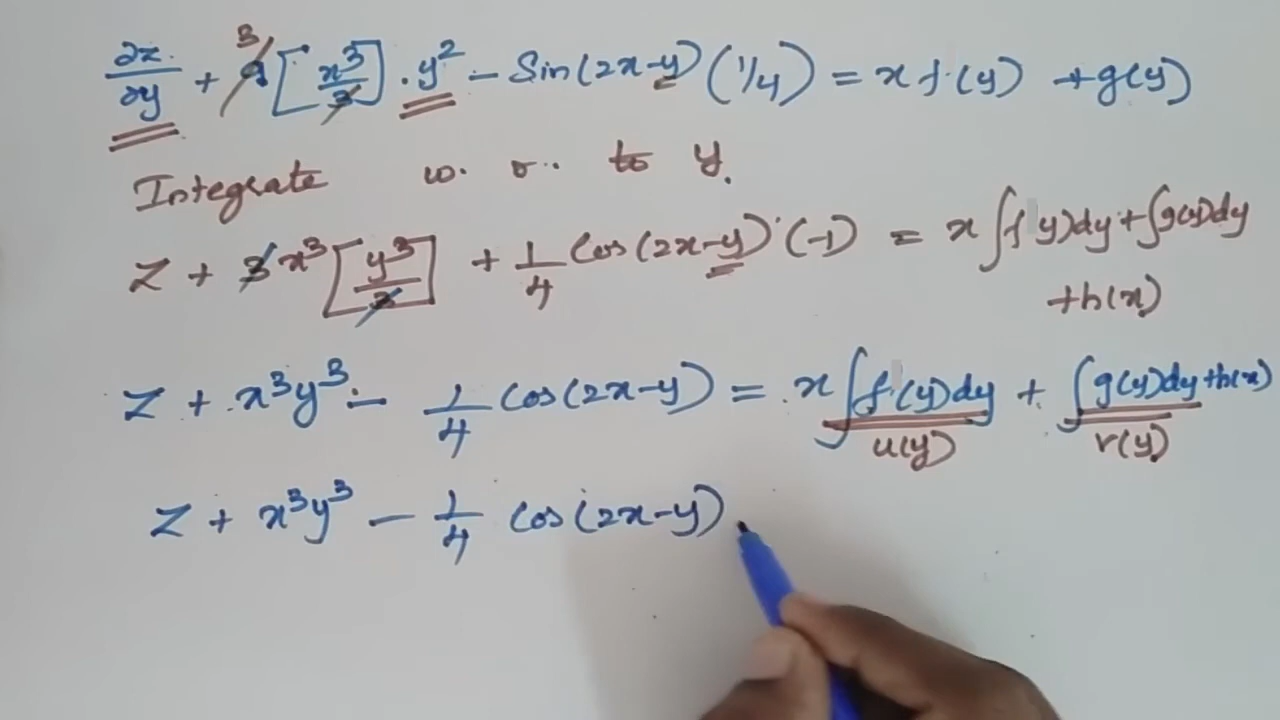 ∂z/∂y + 9 3 [x³/3] . y² - Sin(2x-y) (1/4) = x f(y) + g(y)
Integrate w. r. to y.
Z + 3x³ [y³/3] + 1/4 Cos(2x-y) . (-1) = x ∫f(y)dy + ∫g(y)dy
+h(x)
Z + x³y³ - 1/4 Cos(2x-y) = x ∫f(y)dy + ∫g(y)dy+h(x)
u(y) v(y)
Z + x³y³ - 1/4 Cos(2x-y)